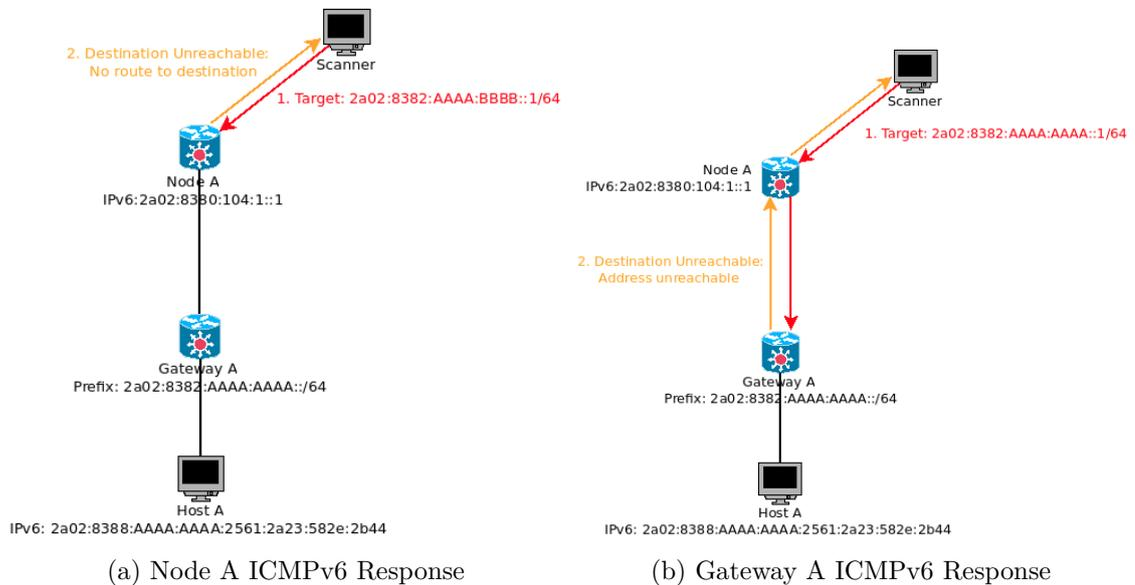 2. Destination Unreachable:
No route to destination
Scanner
1. Target: 2a02:8382:AAAA:BBBB::1/64
Node A
IPv6:2a02:8380:104:1::1
Gateway A
Prefix: 2a02:8382:AAAA:AAAA::/64
Host A
IPv6: 2a02:8388:AAAA:AAAA:2561:2a23:582e:2b44
(a) Node A ICMPv6 Response
Scanner
1. Target: 2a02:8382:AAAA:AAAA::1/64
Node A
IPv6:2a02:8380:104:1::1
2. Destination Unreachable:
Address unreachable
Gateway A
Prefix: 2a02:8382:AAAA:AAAA::/64
Host A
IPv6: 2a02:8388:AAAA:AAAA:2561:2a23:582e:2b44
(b) Gateway A ICMPv6 Response